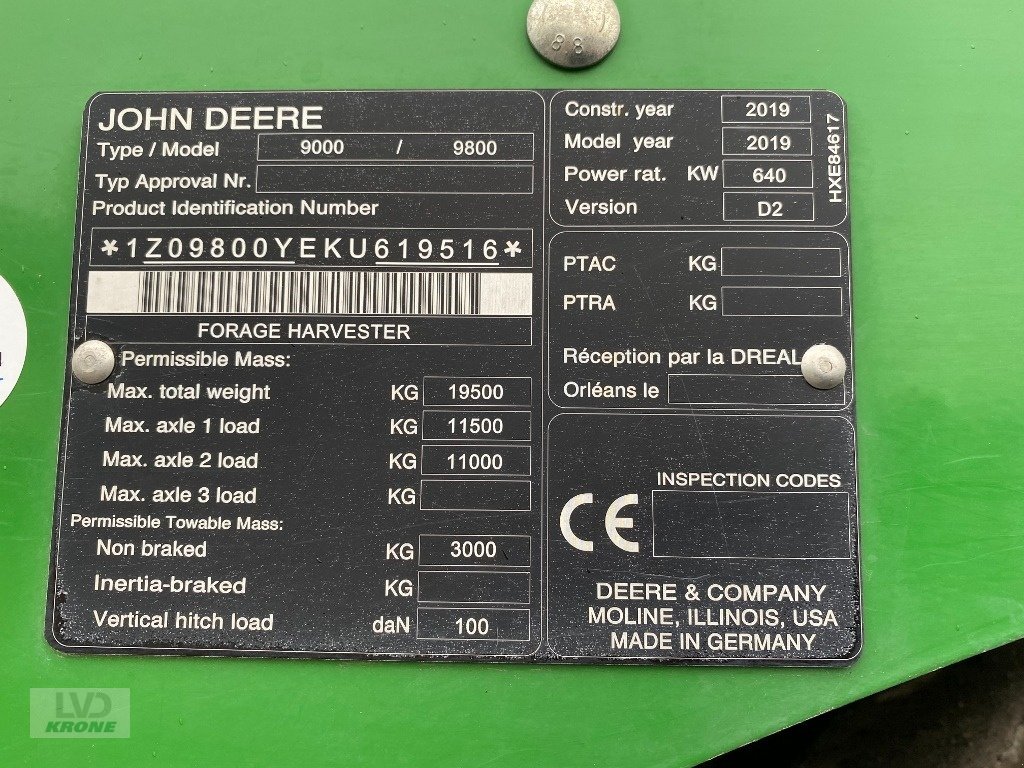 88
JOHN DEERE
Type / Model 9000 / 9800
Typ Approval Nr.
Product Identification Number
*1Z09800YEKU619516*
FORAGE HARVESTER
Permissible Mass:
Max. total weight KG 19500
Max. axle 1 load KG 11500
Max. axle 2 load KG 11000
Max. axle 3 load KG
Permissible Towable Mass:
Non braked KG 3000
Inertia-braked KG
Vertical hitch load daN 100
Constr. year 2019
Model year 2019
Power rat. KW 640
Version D2
HXE84617
PTAC KG
PTRA KG
Réception par la DREAL
Orléans le
INSPECTION CODES
CE
DEERE & COMPANY
MOLINE, ILLINOIS, USA
MADE IN GERMANY
LVD
KRONE